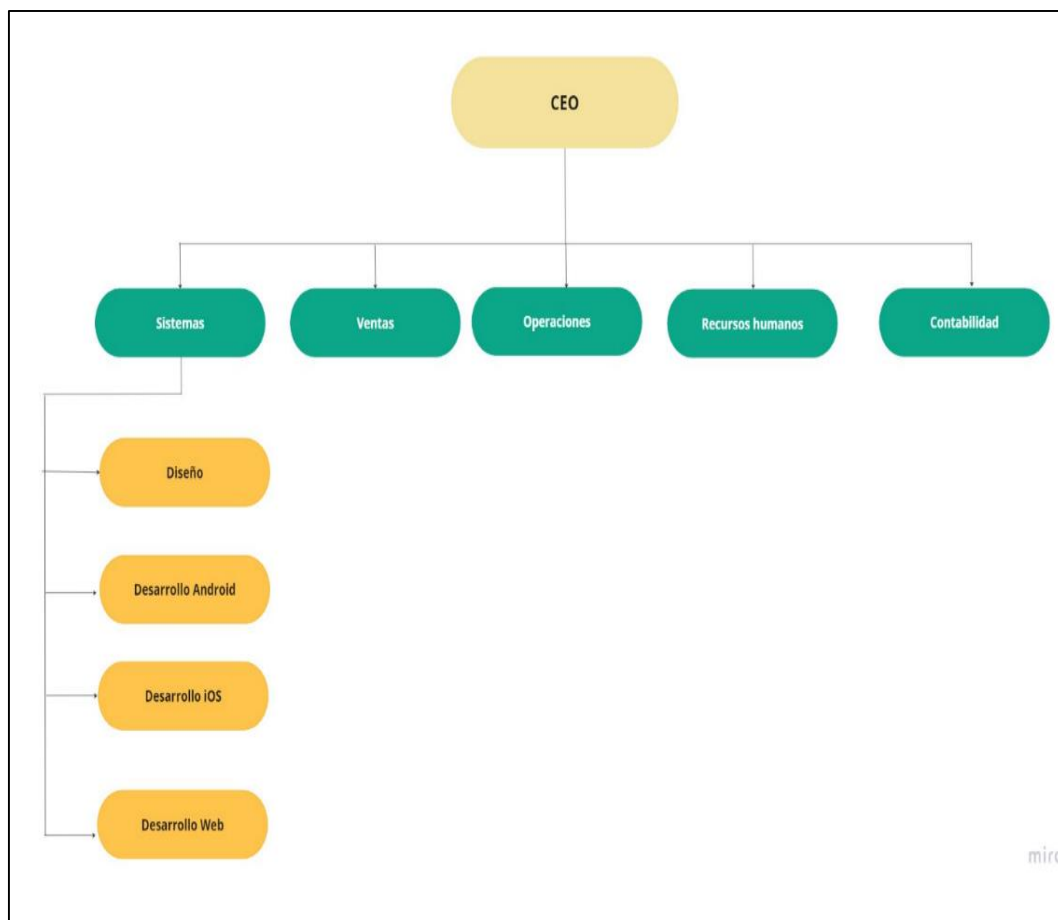 CEO
Sistemas
Ventas
Operaciones
Recursos humanos
Contabilidad
Diseño
Desarrollo Android
Desarrollo iOS
Desarrollo Web